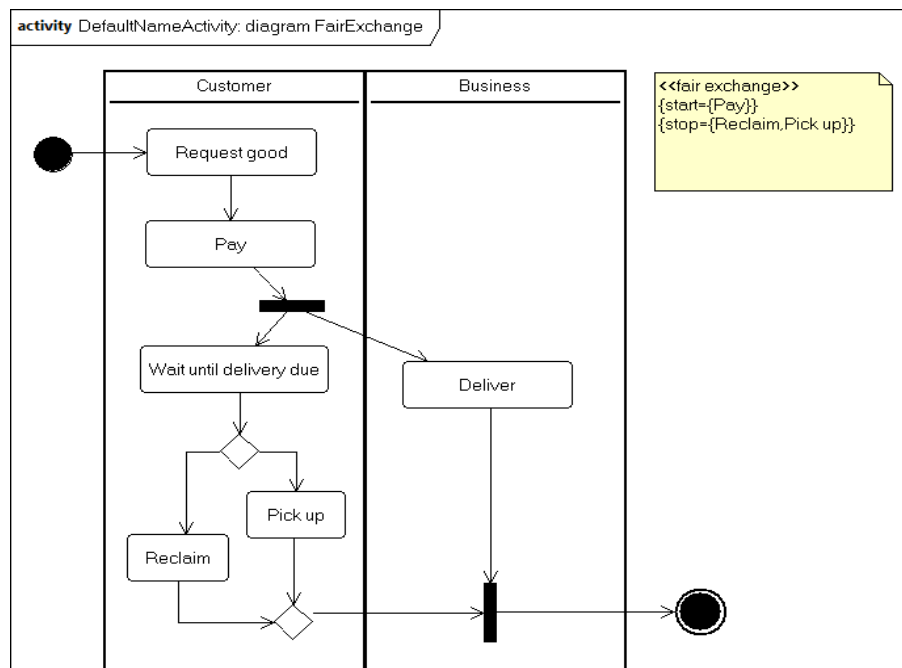 activity DefaultNameActivity: diagram FairExchange
Customer
Business
<<fair exchange>>
{start={Pay}}
{stop={Reclaim,Pick up}}
Request good
Pay
Wait until delivery due
Deliver
Pick up
Reclaim